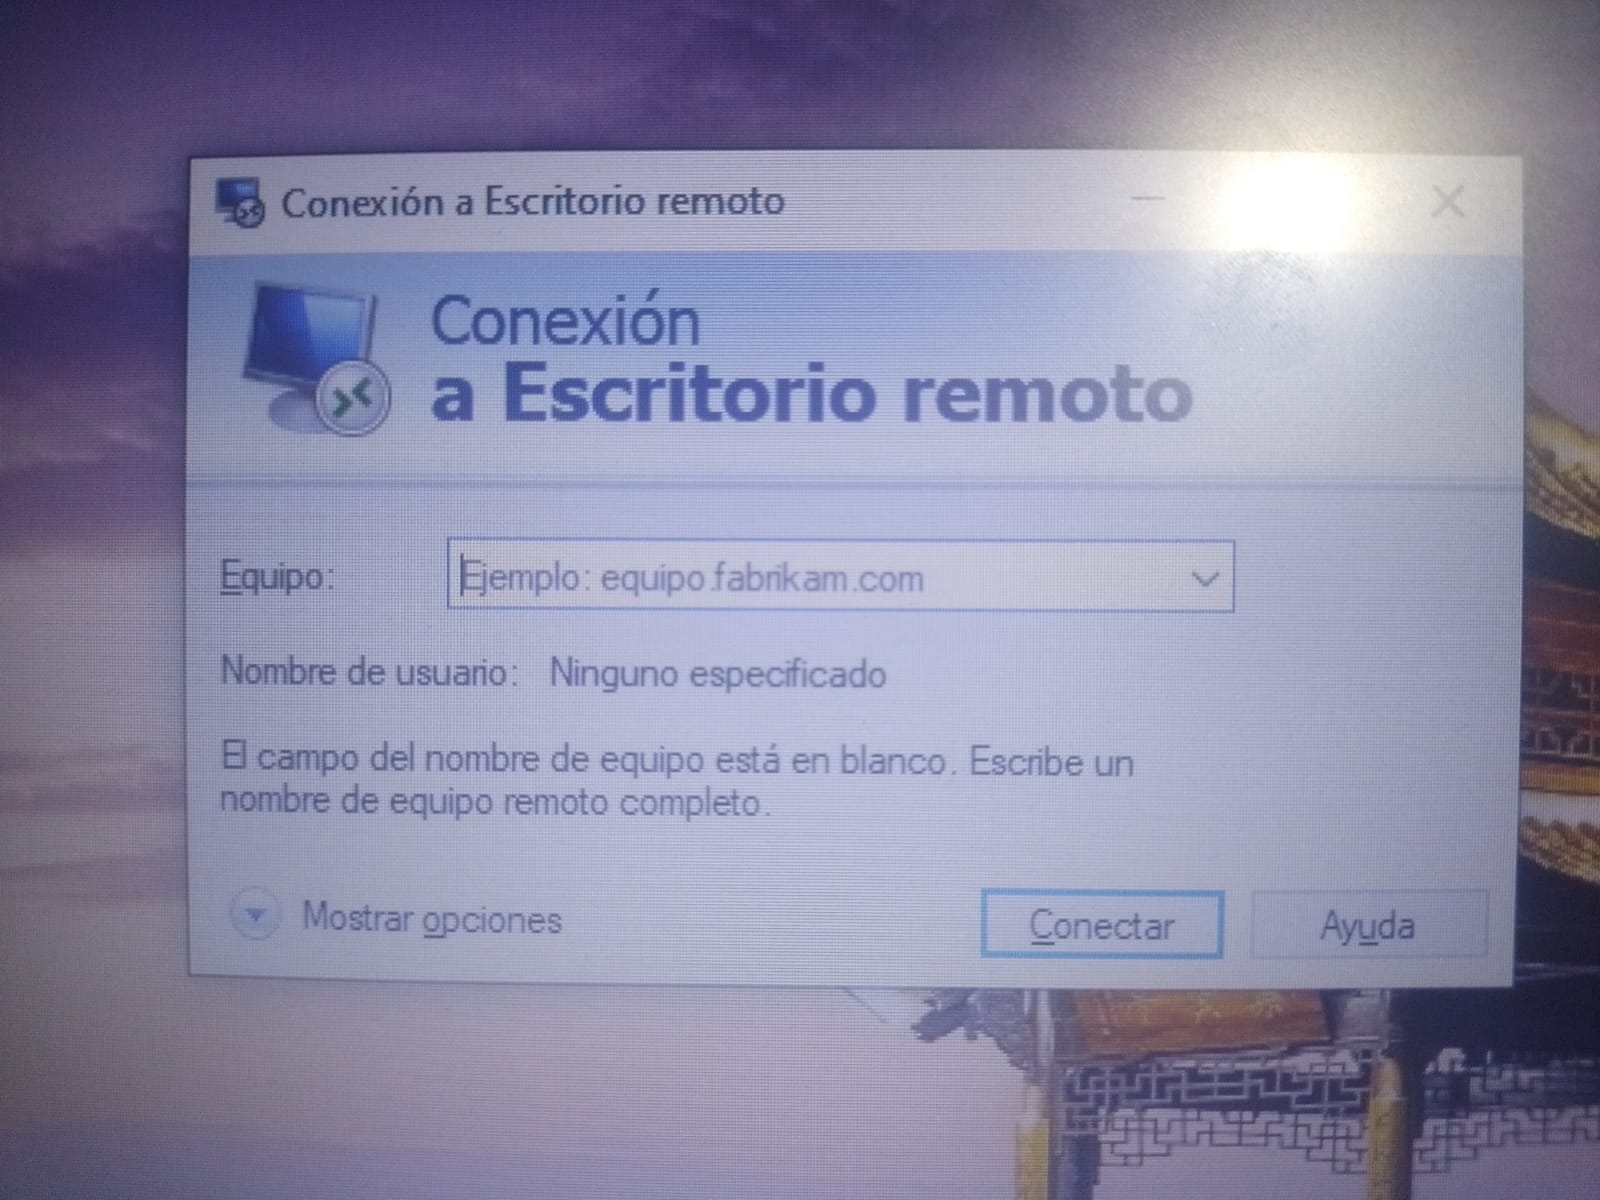 Conexión a Escritorio remoto
Conexión
a Escritorio remoto
Equipo: Ejemplo: equipo.fabrikam.com
Nombre de usuario: Ninguno especificado
El campo del nombre de equipo está en blanco. Escribe un
nombre de equipo remoto completo.
Mostrar opciones Conectar Ayuda